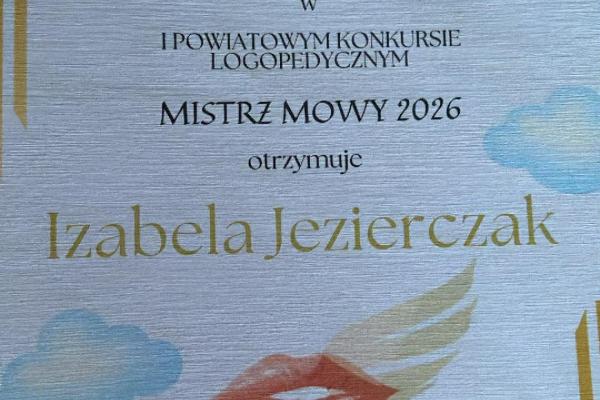 w
I POWIATOWYM KONKURSIE
LOGOPEDYCZNYM
MISTRZ MOWY 2026
otrzymuje
Izabela Jezierczak